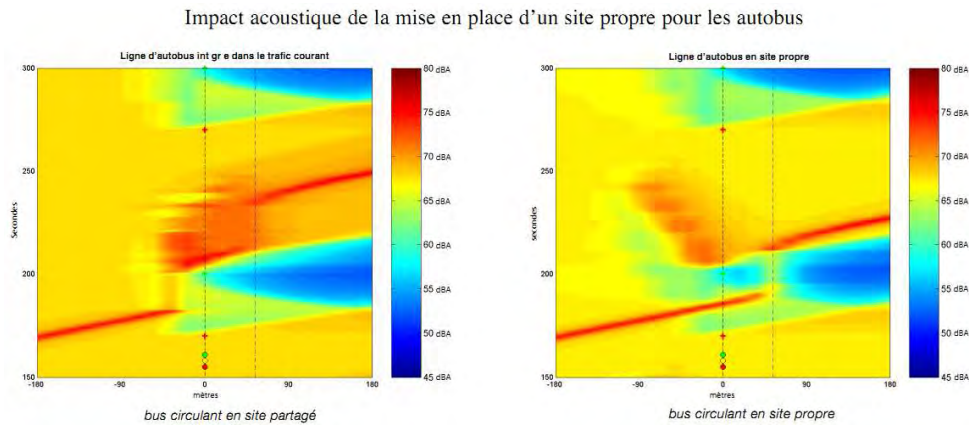 Impact acoustique de la mise en place d'un site propre pour les autobus
Ligne d'autobus int gr e dans le trafic courant
Secondes
300
250
200
150
-180
-90
0
90
180
mètres
80 dBA
75 dBA
70 dBA
65 dBA
60 dBA
55 dBA
50 dBA
45 dBA
bus circulant en site partagé
Ligne d'autobus en site propre
secondes
300
250
200
150
-180
-90
0
90
180
mètres
80 dBA
75 dBA
70 dBA
65 dBA
60 dBA
55 dBA
50 dBA
45 dBA
bus circulant en site propre